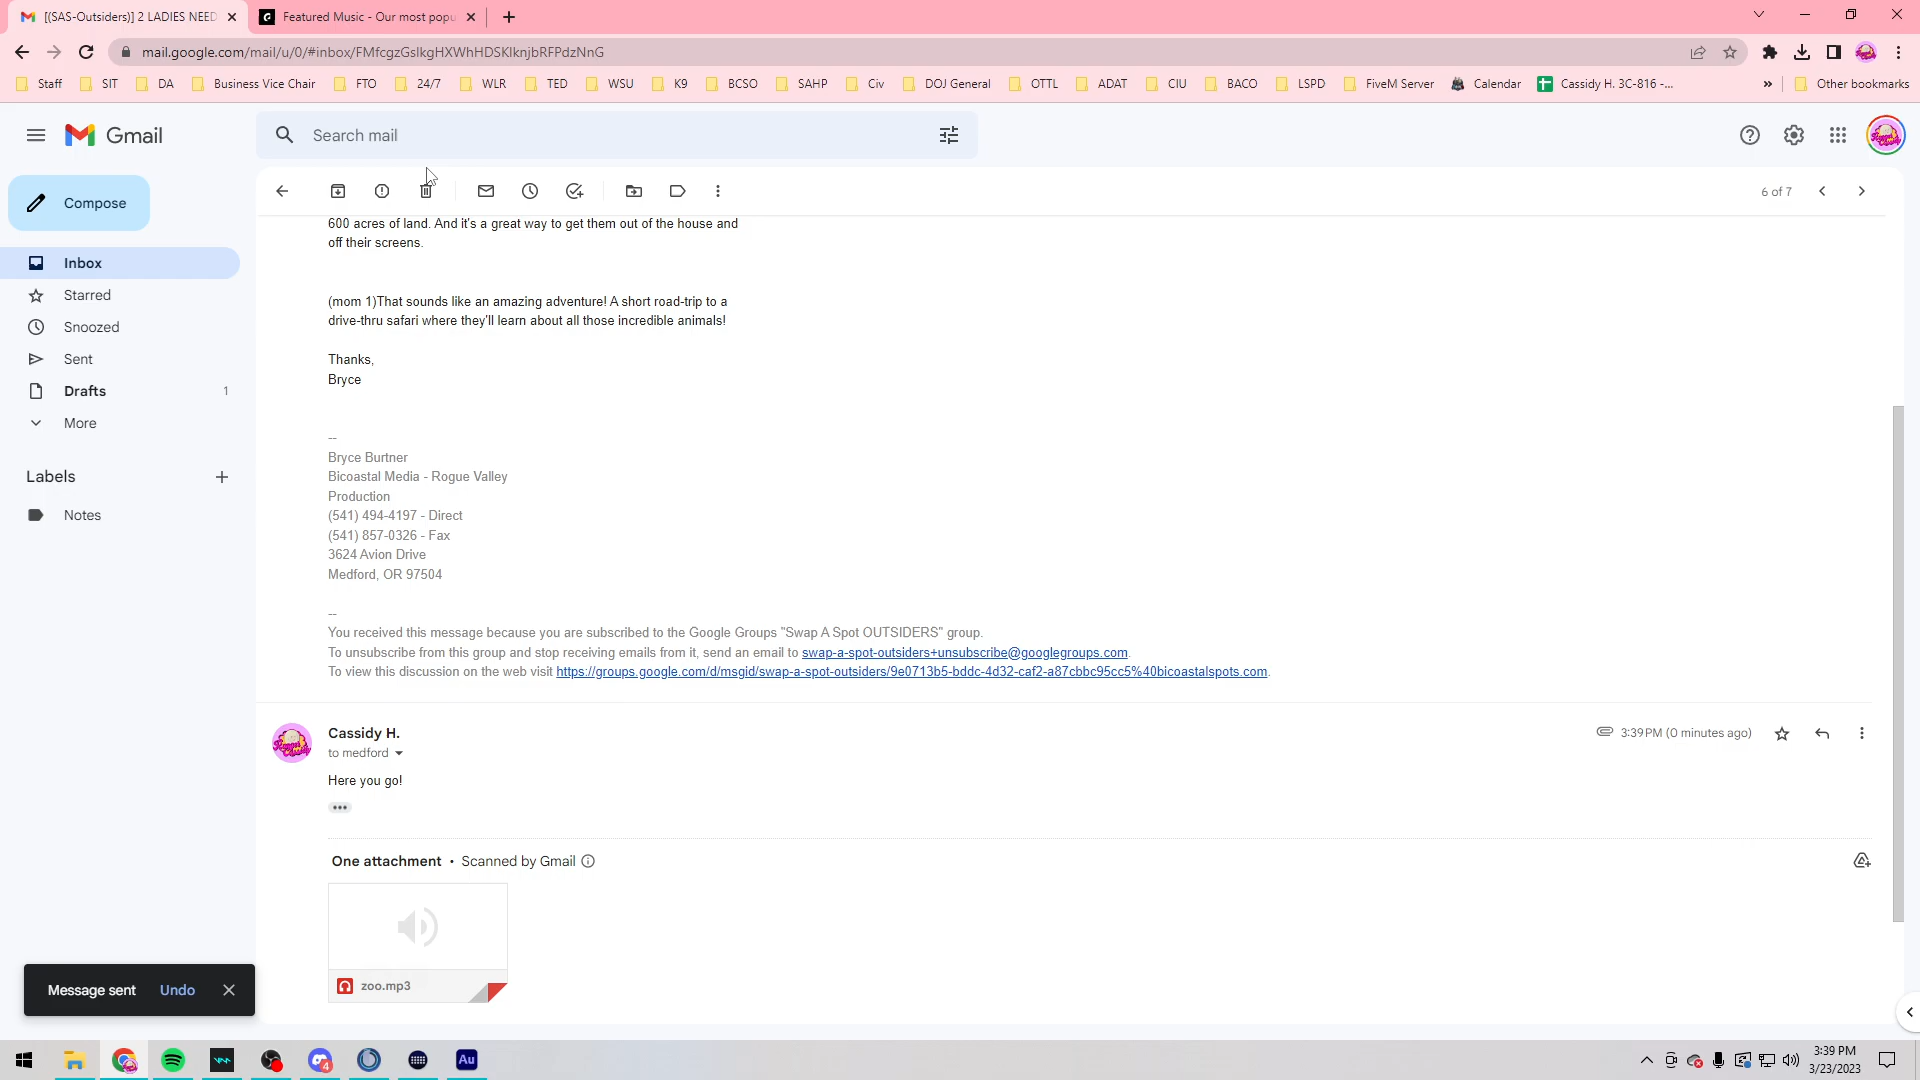 [(SAS-Outsiders)] 2 LADIES NEED
Featured Music - Our most popu
mail.google.com/mail/u/0/#inbox/FMfcgzGslkgHXWhHDSKlknjbRFPdzNnG
Staff SIT DA Business Vice Chair FTO 24/7 WLR TED WSU K9 BCSO SAHP Civ DOJ General OTTL ADAT CIU BACO LSPD FiveM Server Calendar Cassidy H. 3C-816 -... » Other bookmarks
Gmail
Search mail
Compose
6 of 7
Inbox
Starred
Snoozed
Sent
Drafts 1
More
Labels
Notes
600 acres of land. And it's a great way to get them out of the house and
off their screens.
(mom 1)That sounds like an amazing adventure! A short road-trip to a
drive-thru safari where they'll learn about all those incredible animals!
Thanks,
Bryce
--
Bryce Burtner
Bicoastal Media - Rogue Valley
Production
(541) 494-4197 - Direct
(541) 857-0326 - Fax
3624 Avion Drive
Medford, OR 97504
--
You received this message because you are subscribed to the Google Groups "Swap A Spot OUTSIDERS" group.
To unsubscribe from this group and stop receiving emails from it, send an email to swap-a-spot-outsiders+unsubscribe@googlegroups.com.
To view this discussion on the web visit https://groups.google.com/d/msgid/swap-a-spot-outsiders/9e0713b5-bddc-4d32-caf2-a87cbbc95cc5%40bicoastalspots.com.
Cassidy H.
3:39 PM (0 minutes ago)
to medford
Here you go!
One attachment • Scanned by Gmail
zoo.mp3
Message sent Undo
Au
4
3:39 PM
3/23/2023